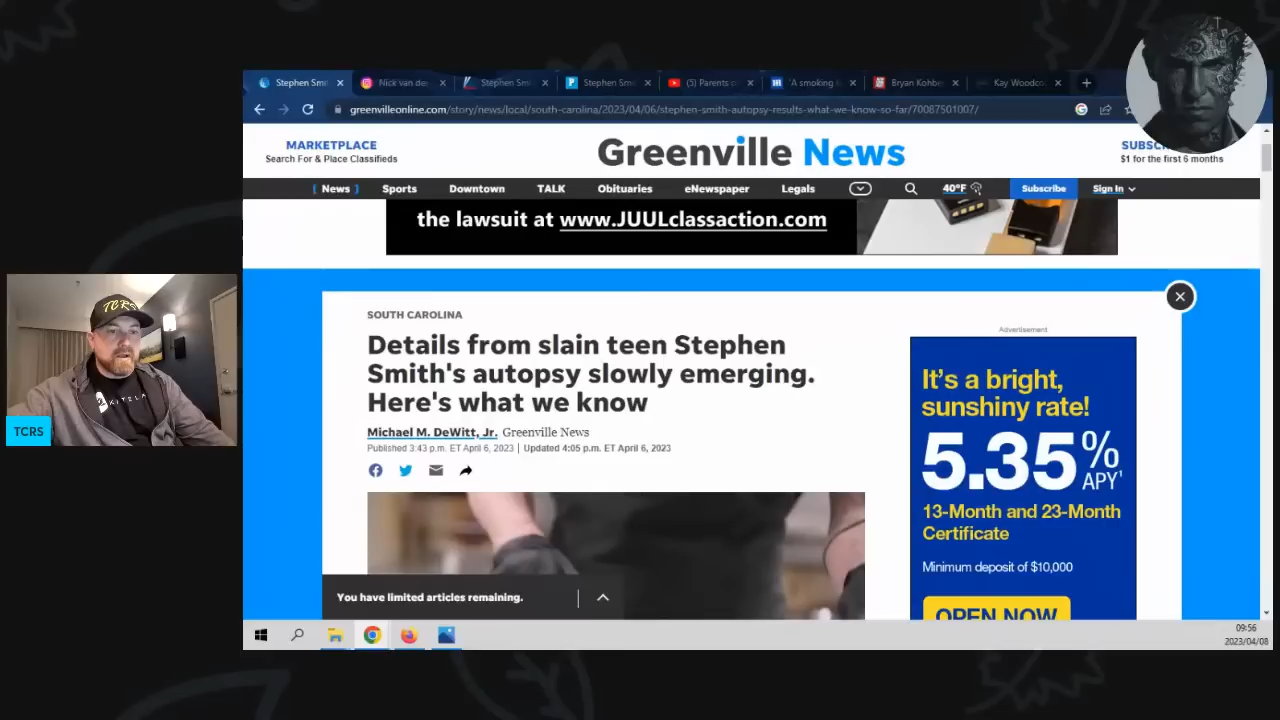 Stephen Smi
Nick van der
Stephen Smi
Stephen Smi
(5) Parents o
'A smoking
Bryan Kohbe
Kay Woodco
greenvilleonline.com/story/news/local/south-carolina/2023/04/06/stephen-smith-autopsy-results-what-we-know-so-far/70087501007/
MARKETPLACE
Search For & Place Classifieds
Greenville News
SUBSC
$1 for the first 6 months
News
Sports
Downtown
TALK
Obituaries
eNewspaper
Legals
40°F
Subscribe
Sign In
the lawsuit at www.JUULclassaction.com
SOUTH CAROLINA
Details from slain teen Stephen
Smith's autopsy slowly emerging.
Here's what we know
Michael M. DeWitt, Jr. Greenville News
Published 3:43 p.m. ET April 6, 2023 | Updated 4:05 p.m. ET April 6, 2023
Advertisement
It's a bright,
sunshiny rate!
5.35% APY¹
13-Month and 23-Month
Certificate
Minimum deposit of $10,000
OPEN NOW
You have limited articles remaining.
TCRS
TCRS
09:56
2023/04/08